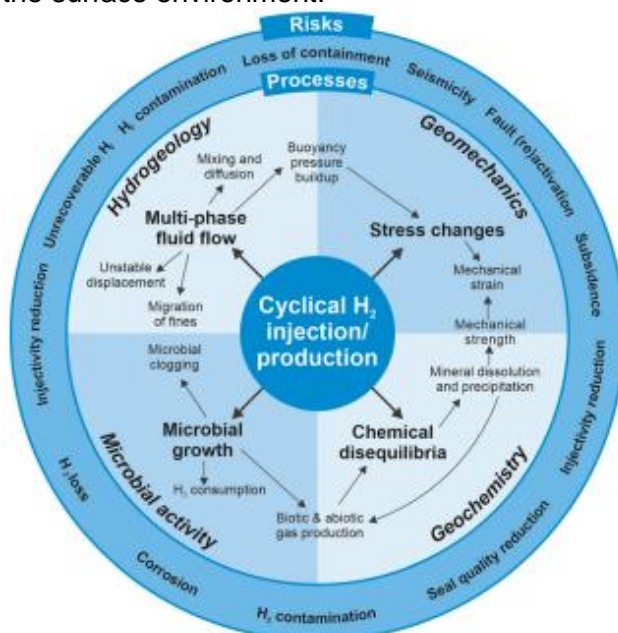 the surface environment.
Risks
Loss of containment
Seismicity
Fault (re)activation
Subsidence
Injectivity reduction
Seal quality reduction
H₂ contamination
Corrosion
H₂ loss
Injectivity reduction
Unrecoverable H₂
H₂ contamination
Processes
Hydrogeology
Mixing and
diffusion
Buoyancy
pressure
buildup
Multi-phase
fluid flow
Unstable
displacement
Migration
of fines
Geomechanics
Stress changes
Mechanical
strain
Mechanical
strength
Cyclical H₂
injection/
production
Microbial
clogging
Microbial
growth
H₂ consumption
Microbial activity
Mineral dissolution
and precipitation
Chemical
disequilibria
Biotic & abiotic
gas production
Geochemistry